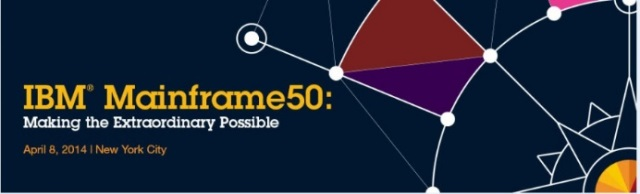 IBM® Mainframe50:
Making the Extraordinary Possible
April 8, 2014 | New York City